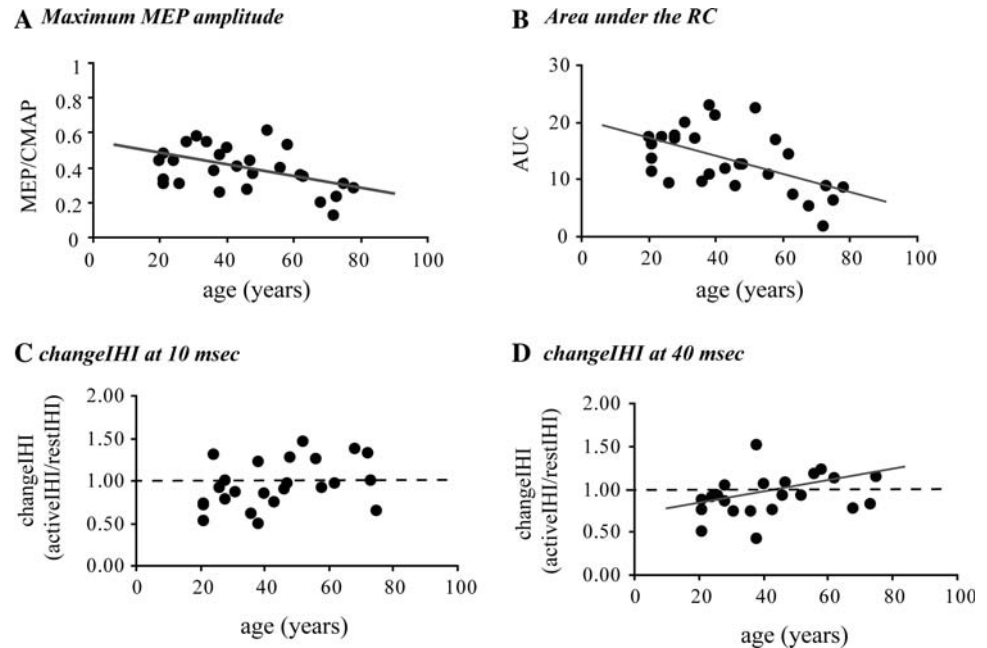 A Maximum MEP amplitude
MEP/CMAP
1
0.8
0.6
0.4
0.2
0
0 20 40 60 80 100
age (years)
B Area under the RC
AUC
30
20
10
0
0 20 40 60 80 100
age (years)
C changeIHI at 10 msec
changeIHI
(activeIHI/restIHI)
2.00
1.50
1.00
0.50
0.00
0 20 40 60 80 100
age (years)
D changeIHI at 40 msec
changeIHI
(activeIHI/restIHI)
2.00
1.50
1.00
0.50
0.00
0 20 40 60 80 100
age (years)